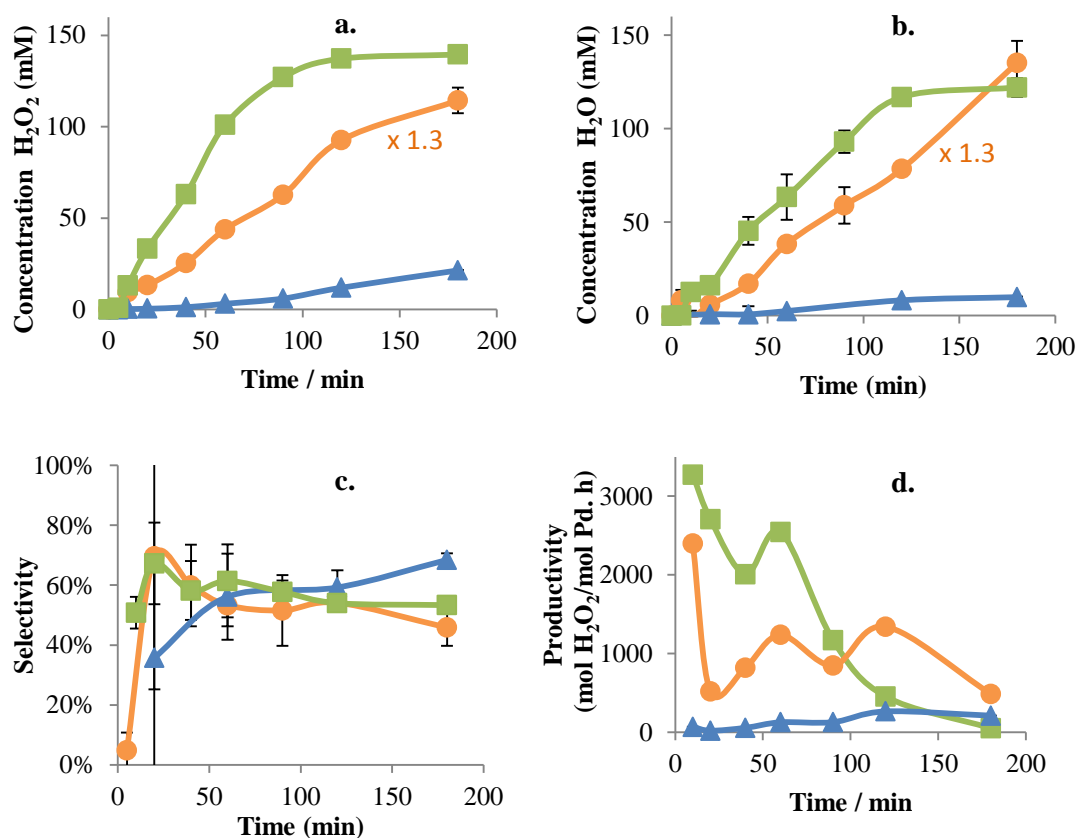 a.
Concentration H₂O₂ (mM)
150
100
50
0
x 1.3
0 50 100 150 200
Time / min
b.
Concentration H₂O (mM)
150
100
50
0
x 1.3
0 50 100 150 200
Time (min)
c.
Selectivity
100%
80%
60%
40%
20%
0%
0 50 100 150 200
Time (min)
d.
Productivity
(mol H₂O₂/mol Pd. h)
3000
2000
1000
0
0 50 100 150 200
Time / min